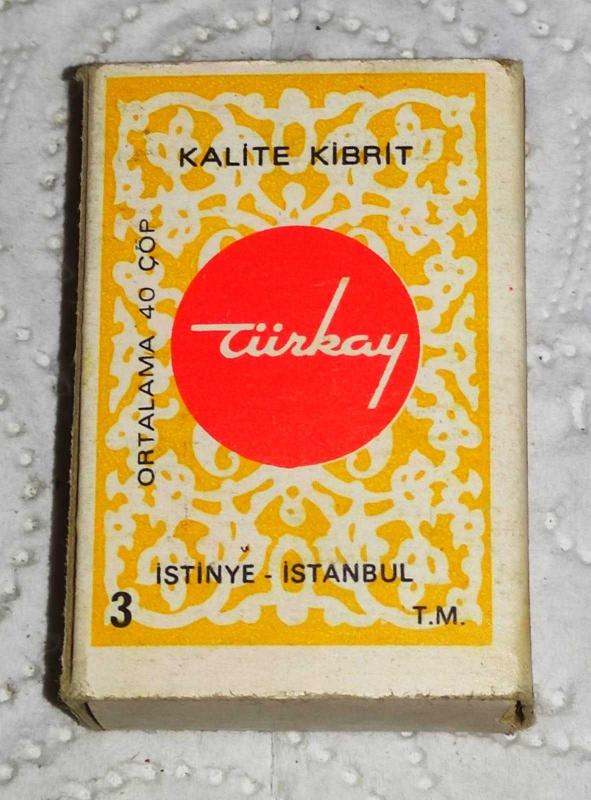 KALİTE KİBRİT
ORTALAMA 40 ÇÖP
Türkay
İSTİNYE - İSTANBUL
3
T.M.